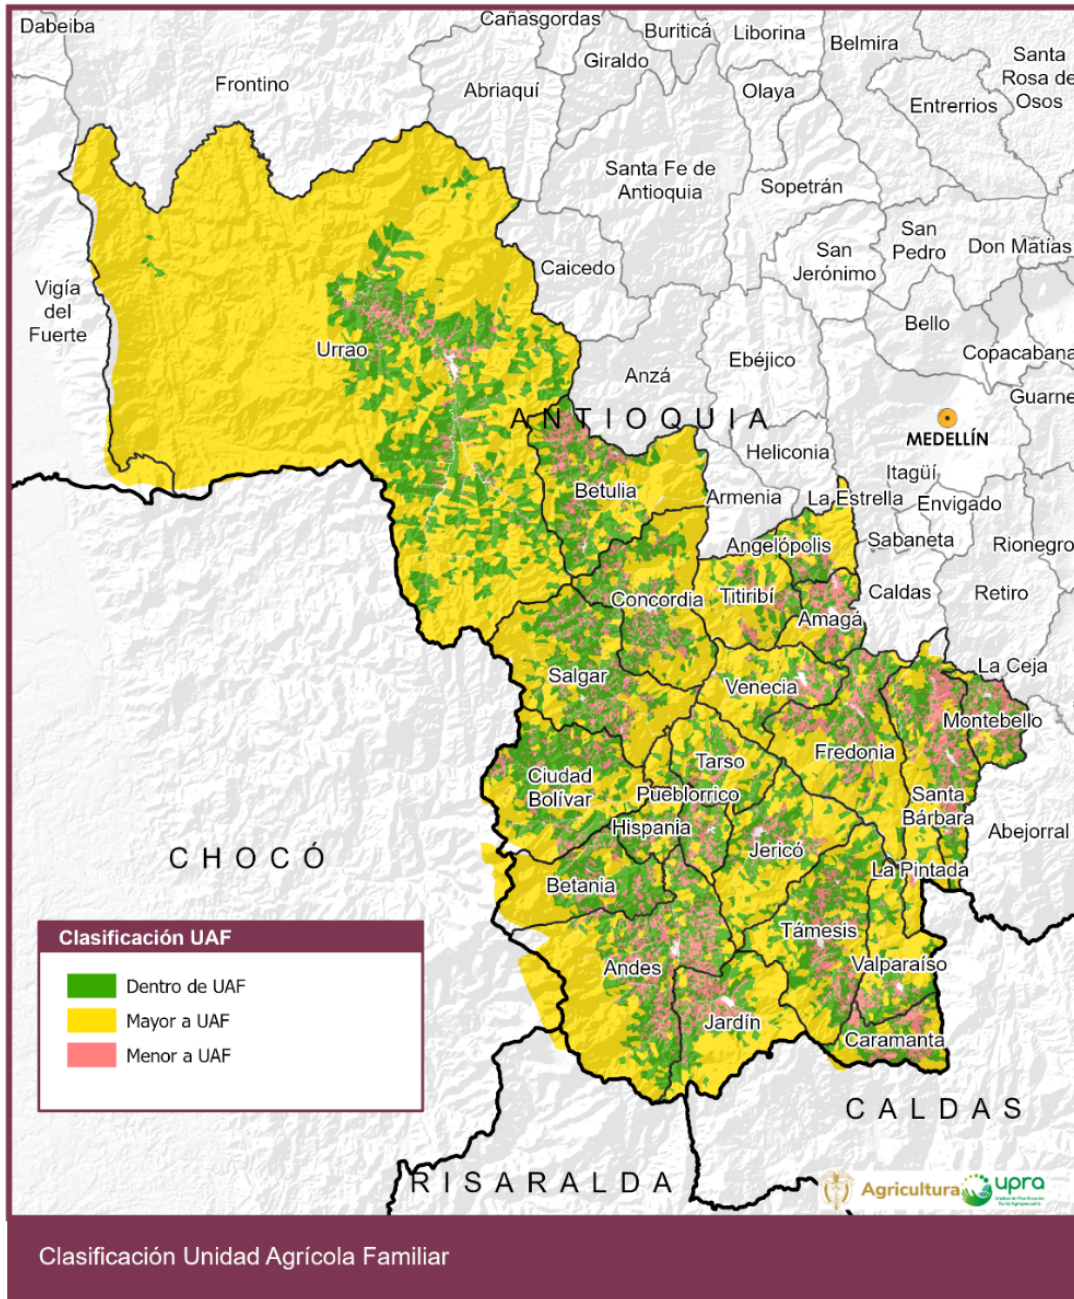 Dabeiba
Cañasgordas
Buriticá
Liborina
Belmira
Giraldo
Santa
Rosa de
Osos
Frontino
Abriaquí
Olaya
Entrerrios
Santa Fe de
Antioquia
Sopetrán
San
Pedro
Don Matías
San
Jerónimo
Caicedo
Vigía
del
Fuerte
Bello
Urrao
Ebéjico
Copacabana
Anzá
Guarne
ANTIOQUIA
MEDELLÍN
Heliconia
Itagüí
Betulia
Armenia
La Estrella
Envigado
Sabaneta
Angelópolis
Rionegro
Concordia
Titiribí
Caldas
Retiro
Amagá
La Ceja
Salgar
Venecia
Montebello
Fredonia
Tarso
Ciudad
Bolívar
Pueblorrico
Santa
Bárbara
Hispania
Abejorral
Jericó
CHOCÓ
La Pintada
Betania
Támesis
Andes
Valparaíso
Jardín
Caramanta
Clasificación UAF
Dentro de UAF
Mayor a UAF
Menor a UAF
CALDAS
RISARALDA
Agricultura
upra
Clasificación Unidad Agrícola Familiar